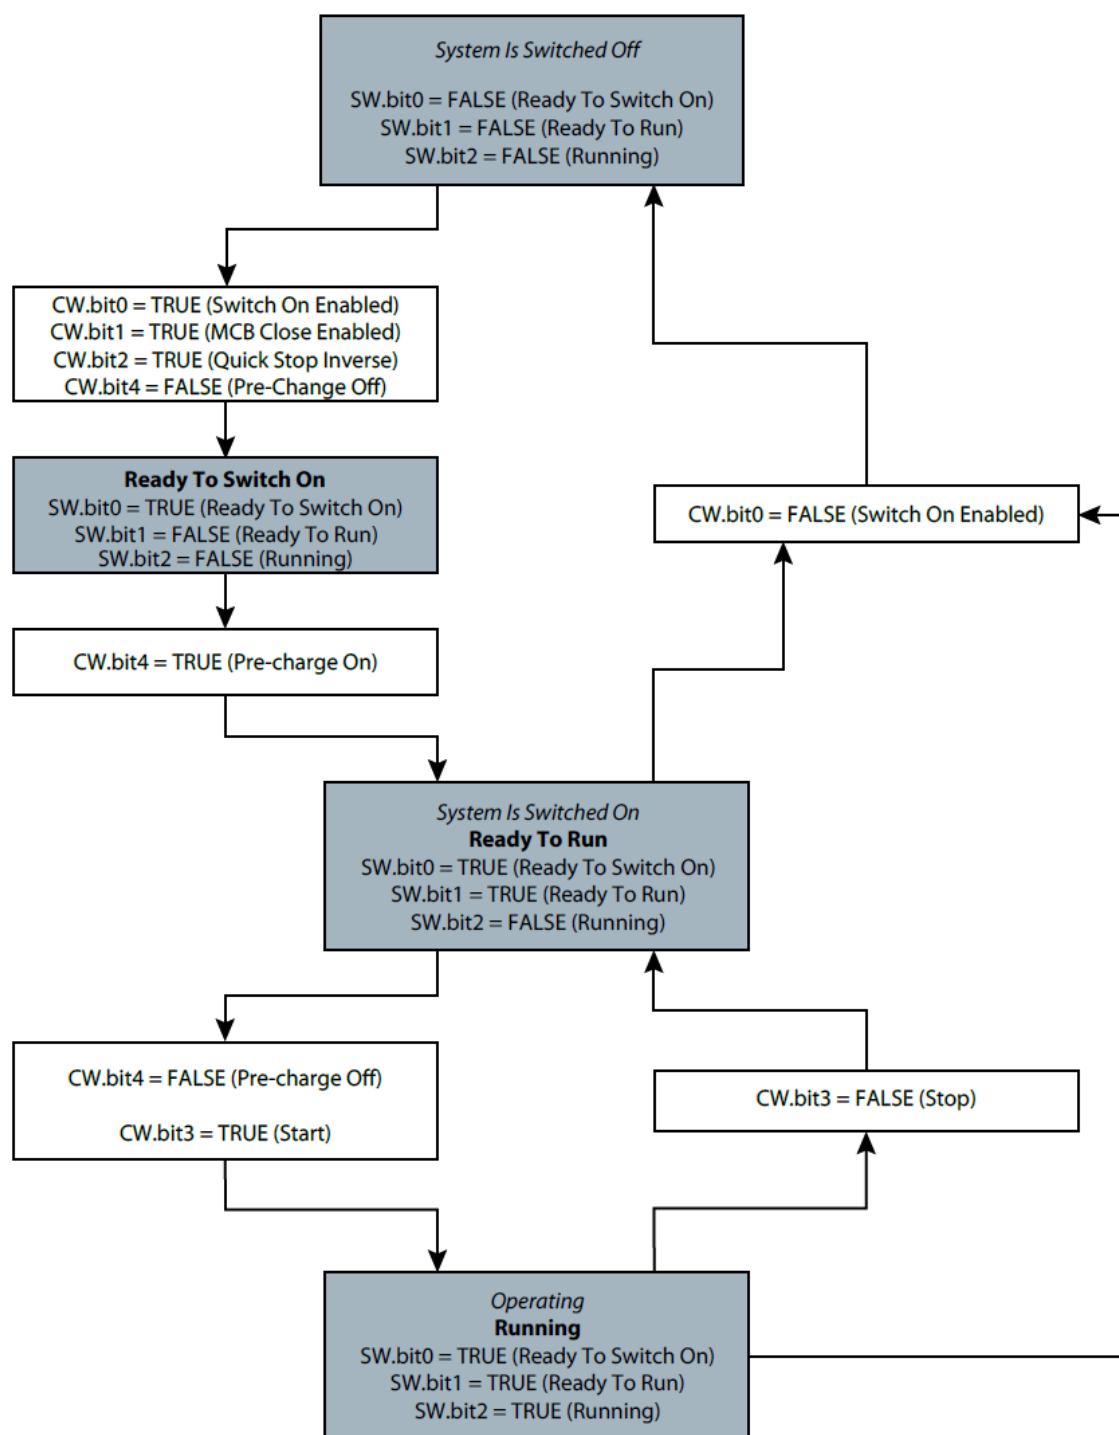 System Is Switched Off
SW.bit0 = FALSE (Ready To Switch On)
SW.bit1 = FALSE (Ready To Run)
SW.bit2 = FALSE (Running)
CW.bit0 = TRUE (Switch On Enabled)
CW.bit1 = TRUE (MCB Close Enabled)
CW.bit2 = TRUE (Quick Stop Inverse)
CW.bit4 = FALSE (Pre-Change Off)
Ready To Switch On
SW.bit0 = TRUE (Ready To Switch On)
SW.bit1 = FALSE (Ready To Run)
SW.bit2 = FALSE (Running)
CW.bit0 = FALSE (Switch On Enabled)
CW.bit4 = TRUE (Pre-charge On)
System Is Switched On
Ready To Run
SW.bit0 = TRUE (Ready To Switch On)
SW.bit1 = TRUE (Ready To Run)
SW.bit2 = FALSE (Running)
CW.bit4 = FALSE (Pre-charge Off)
CW.bit3 = TRUE (Start)
CW.bit3 = FALSE (Stop)
Operating
Running
SW.bit0 = TRUE (Ready To Switch On)
SW.bit1 = TRUE (Ready To Run)
SW.bit2 = TRUE (Running)